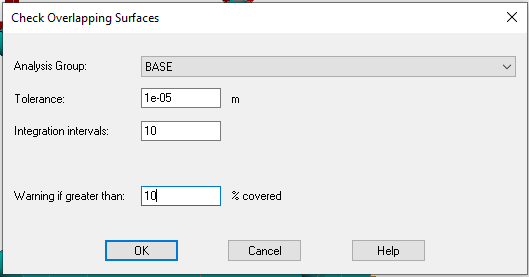 Check Overlapping Surfaces
Analysis Group: BASE
Tolerance: 1e-05 m
Integration intervals: 10
Warning if greater than: 10 % covered
OK Cancel Help